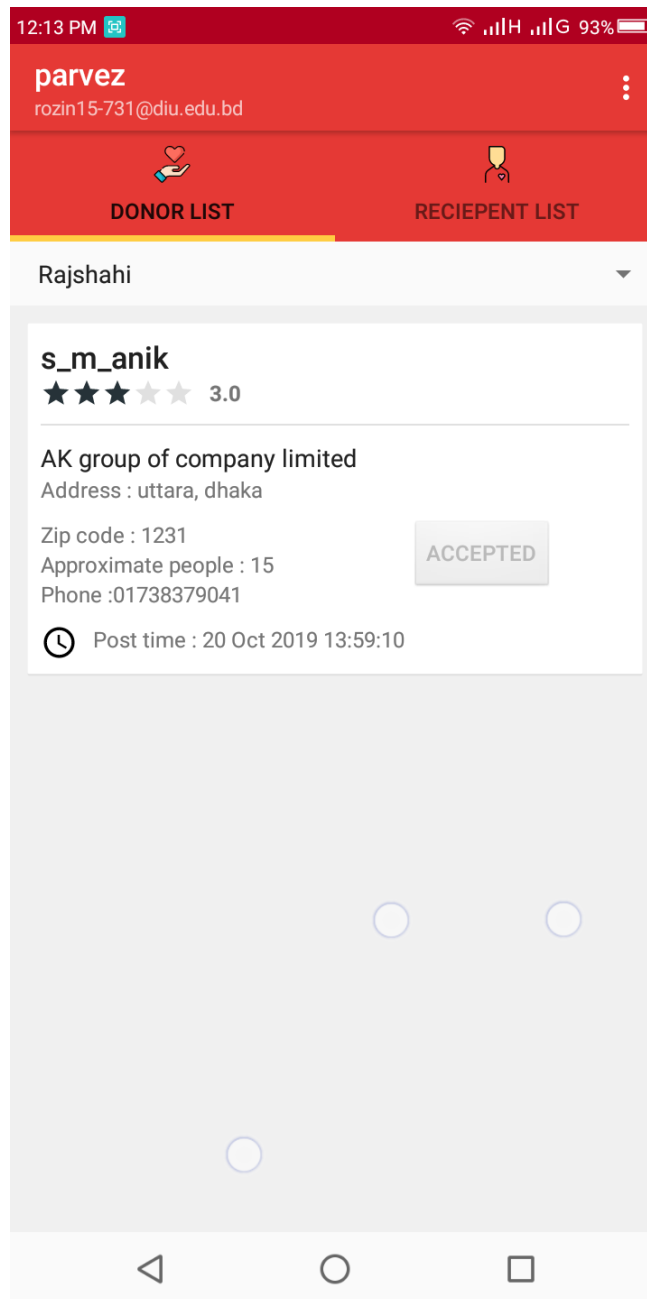 12:13 PM H G 93%
parvez
rozin15-731@diu.edu.bd
DONOR LIST RECIEPENT LIST
Rajshahi
s_m_anik
3.0
AK group of company limited
Address : uttara, dhaka
Zip code : 1231
Approximate people : 15
ACCEPTED
Phone :01738379041
Post time : 20 Oct 2019 13:59:10